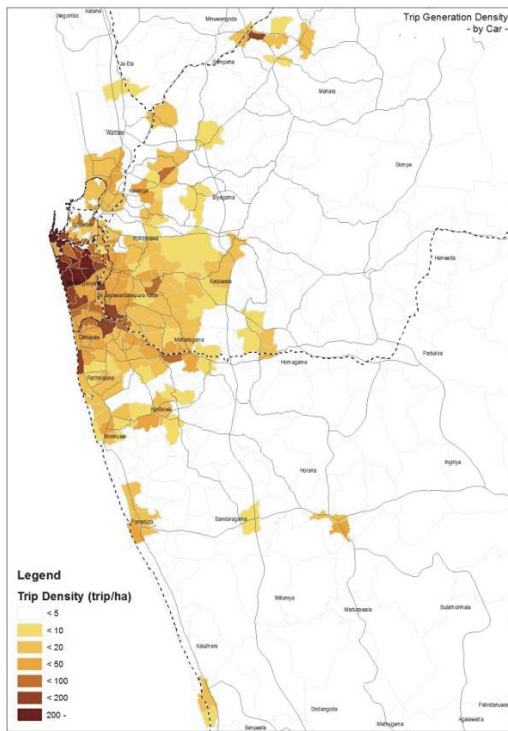 Trip Generation Density
- by Car -
Katana
Negombo
Minuwangoda
Ja-Ela
Gampaha
Mahara
Wattala
Dompe
Kelaniya
Biyagama
Kolonnawa
Hanwella
Kaduwela
Maharagama
Padukka
Homagama
Ratmalana
Kesbewa
Moratuwa
Ingiriya
Horana
Panadura
Bandaragama
Millaniya
Madurawala
Bulathsinhala
Kaluthara
Dodangoda
Beruwala
Mathugama
Agalawatta
Palindanuwara
Legend
Trip Density (trip/ha)
< 5
< 10
< 20
< 50
< 100
< 200
200 -